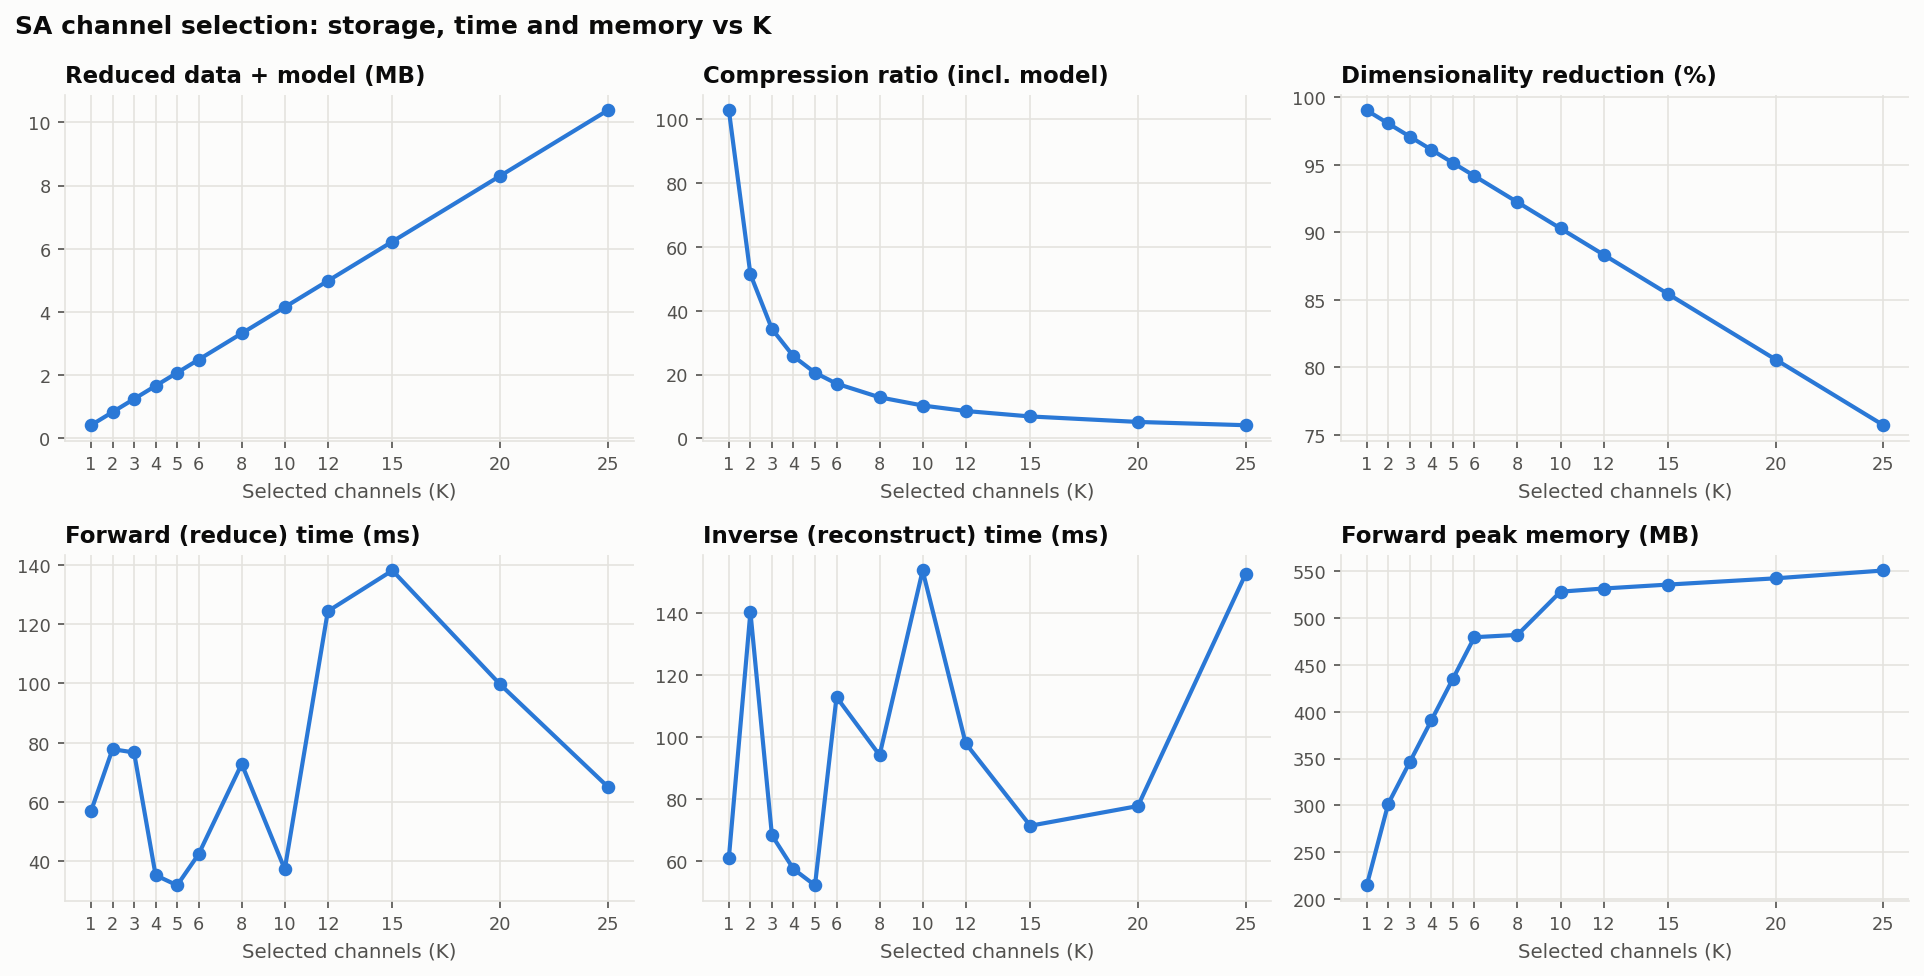 SA channel selection: storage, time and memory vs K
Reduced data + model (MB)
10
8
6
4
2
0
1 2 3 4 5 6 8 10 12 15 20 25
Selected channels (K)
Compression ratio (incl. model)
100
80
60
40
20
0
1 2 3 4 5 6 8 10 12 15 20 25
Selected channels (K)
Dimensionality reduction (%)
100
95
90
85
80
75
1 2 3 4 5 6 8 10 12 15 20 25
Selected channels (K)
Forward (reduce) time (ms)
140
120
100
80
60
40
1 2 3 4 5 6 8 10 12 15 20 25
Selected channels (K)
Inverse (reconstruct) time (ms)
140
120
100
80
60
1 2 3 4 5 6 8 10 12 15 20 25
Selected channels (K)
Forward peak memory (MB)
550
500
450
400
350
300
250
200
1 2 3 4 5 6 8 10 12 15 20 25
Selected channels (K)